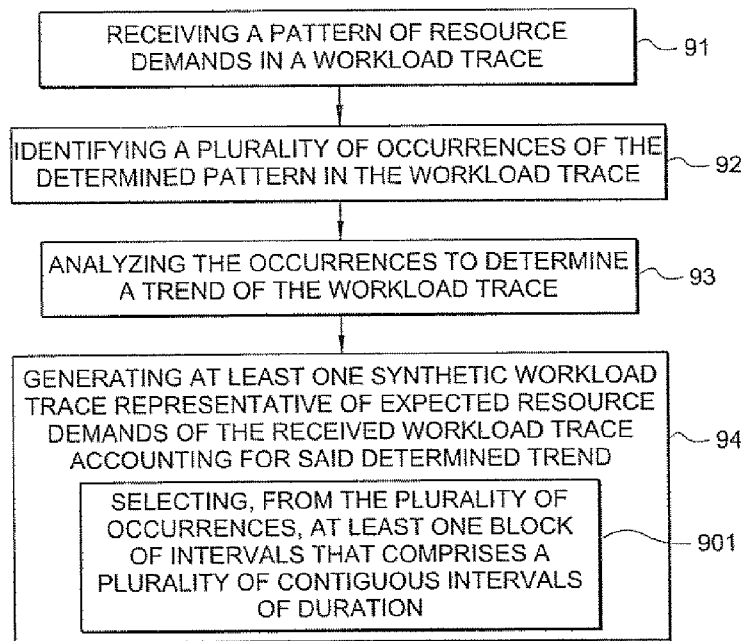 RECEIVING A PATTERN OF RESOURCE
DEMANDS IN A WORKLOAD TRACE
91
IDENTIFYING A PLURALITY OF OCCURRENCES OF THE
DETERMINED PATTERN IN THE WORKLOAD TRACE
92
ANALYZING THE OCCURRENCES TO DETERMINE
A TREND OF THE WORKLOAD TRACE
93
GENERATING AT LEAST ONE SYNTHETIC WORKLOAD
TRACE REPRESENTATIVE OF EXPECTED RESOURCE
DEMANDS OF THE RECEIVED WORKLOAD TRACE
ACCOUNTING FOR SAID DETERMINED TREND
94
SELECTING, FROM THE PLURALITY OF
OCCURRENCES, AT LEAST ONE BLOCK
OF INTERVALS THAT COMPRISES A
PLURALITY OF CONTIGUOUS INTERVALS
OF DURATION
901